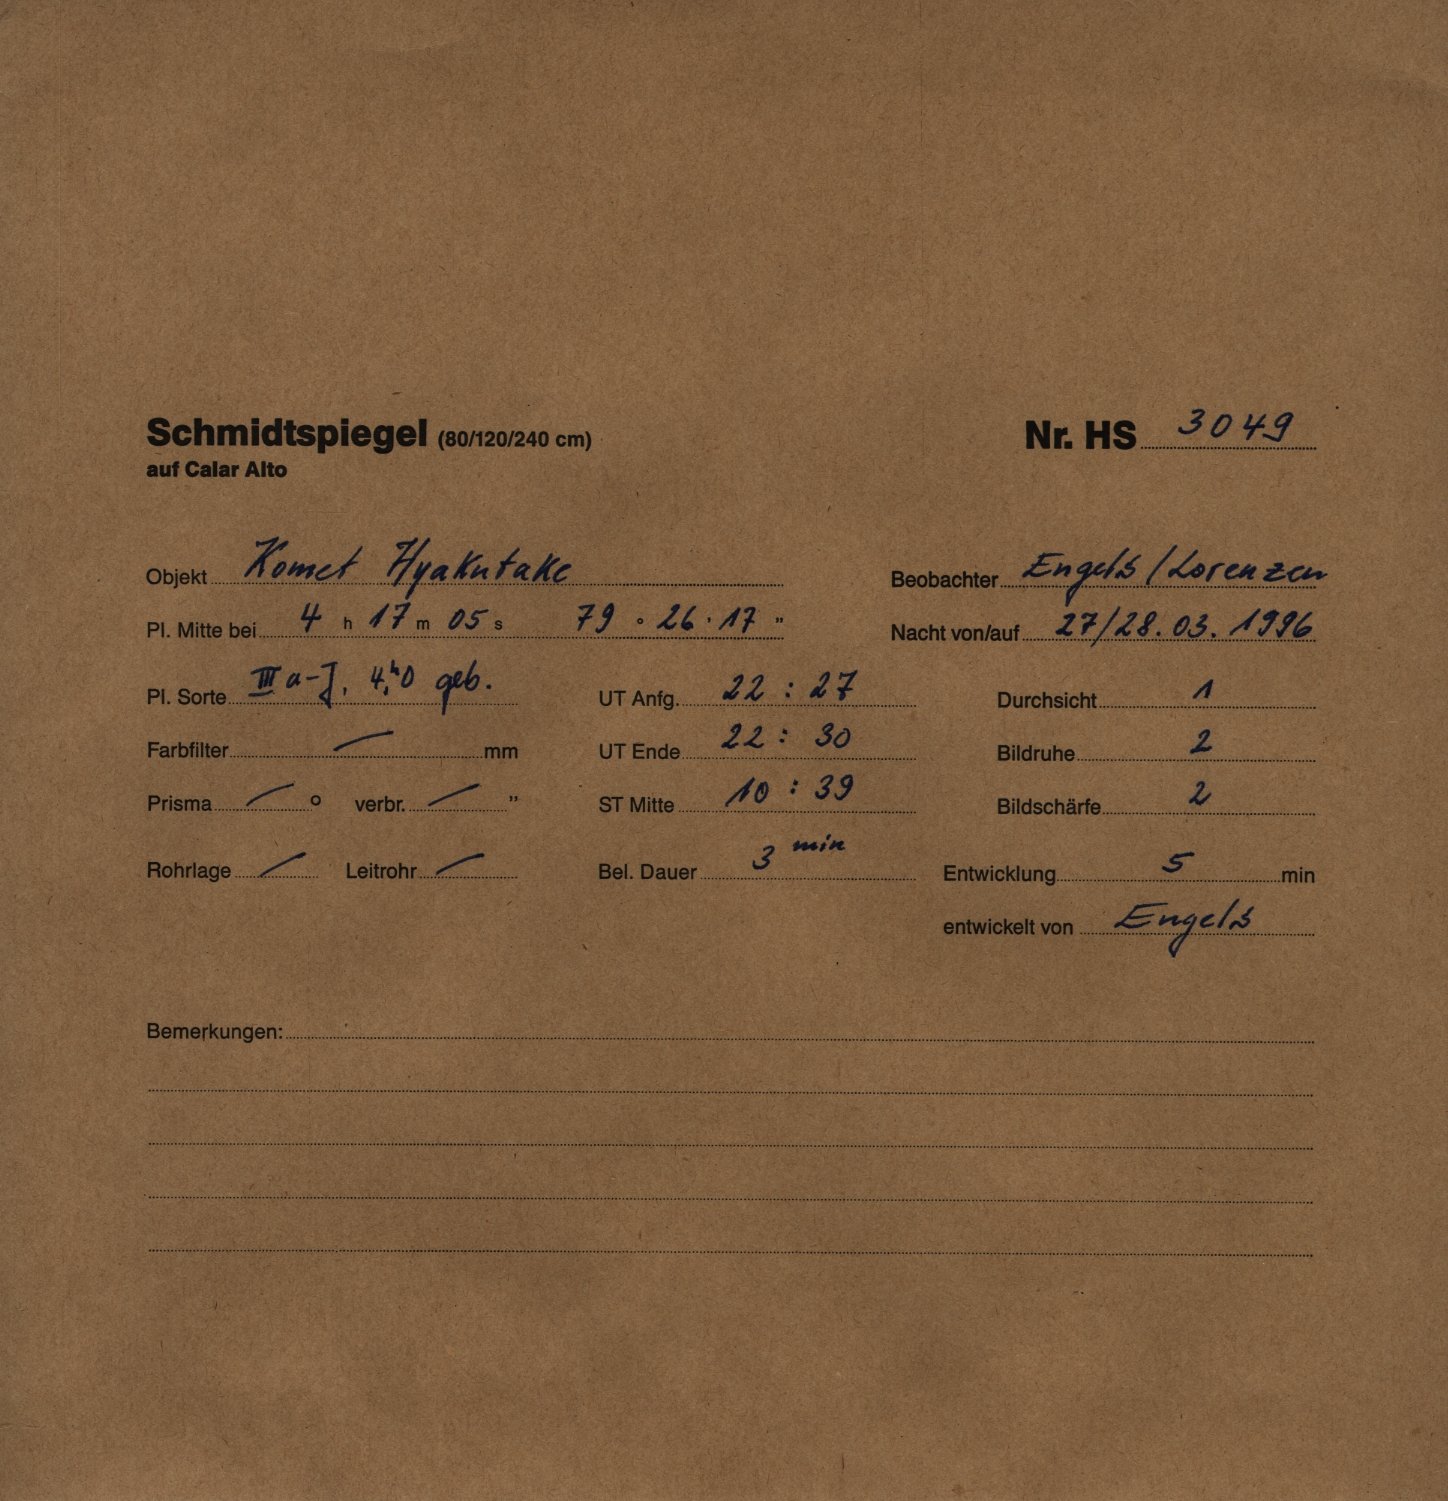 Schmidtspiegel (80/120/240 cm) Nr. HS 3049
auf Calar Alto
Objekt Komet Hyakutake Beobachter Engels / Lorenzen
Pl. Mitte bei 4 h 17 m 05 s 79 ° 26 ' 17 " Nacht von/auf 27/28.03.1996
Pl. Sorte III a-J, 4,ʰ0 geb. UT Anfg. 22 : 27 Durchsicht 1
Farbfilter / mm UT Ende 22 : 30 Bildruhe 2
Prisma / ° verbr. / " ST Mitte 10 : 39 Bildschärfe 2
Rohrlage / Leitrohr / Bel. Dauer 3 min Entwicklung 5 min
entwickelt von Engels
Bemerkungen: